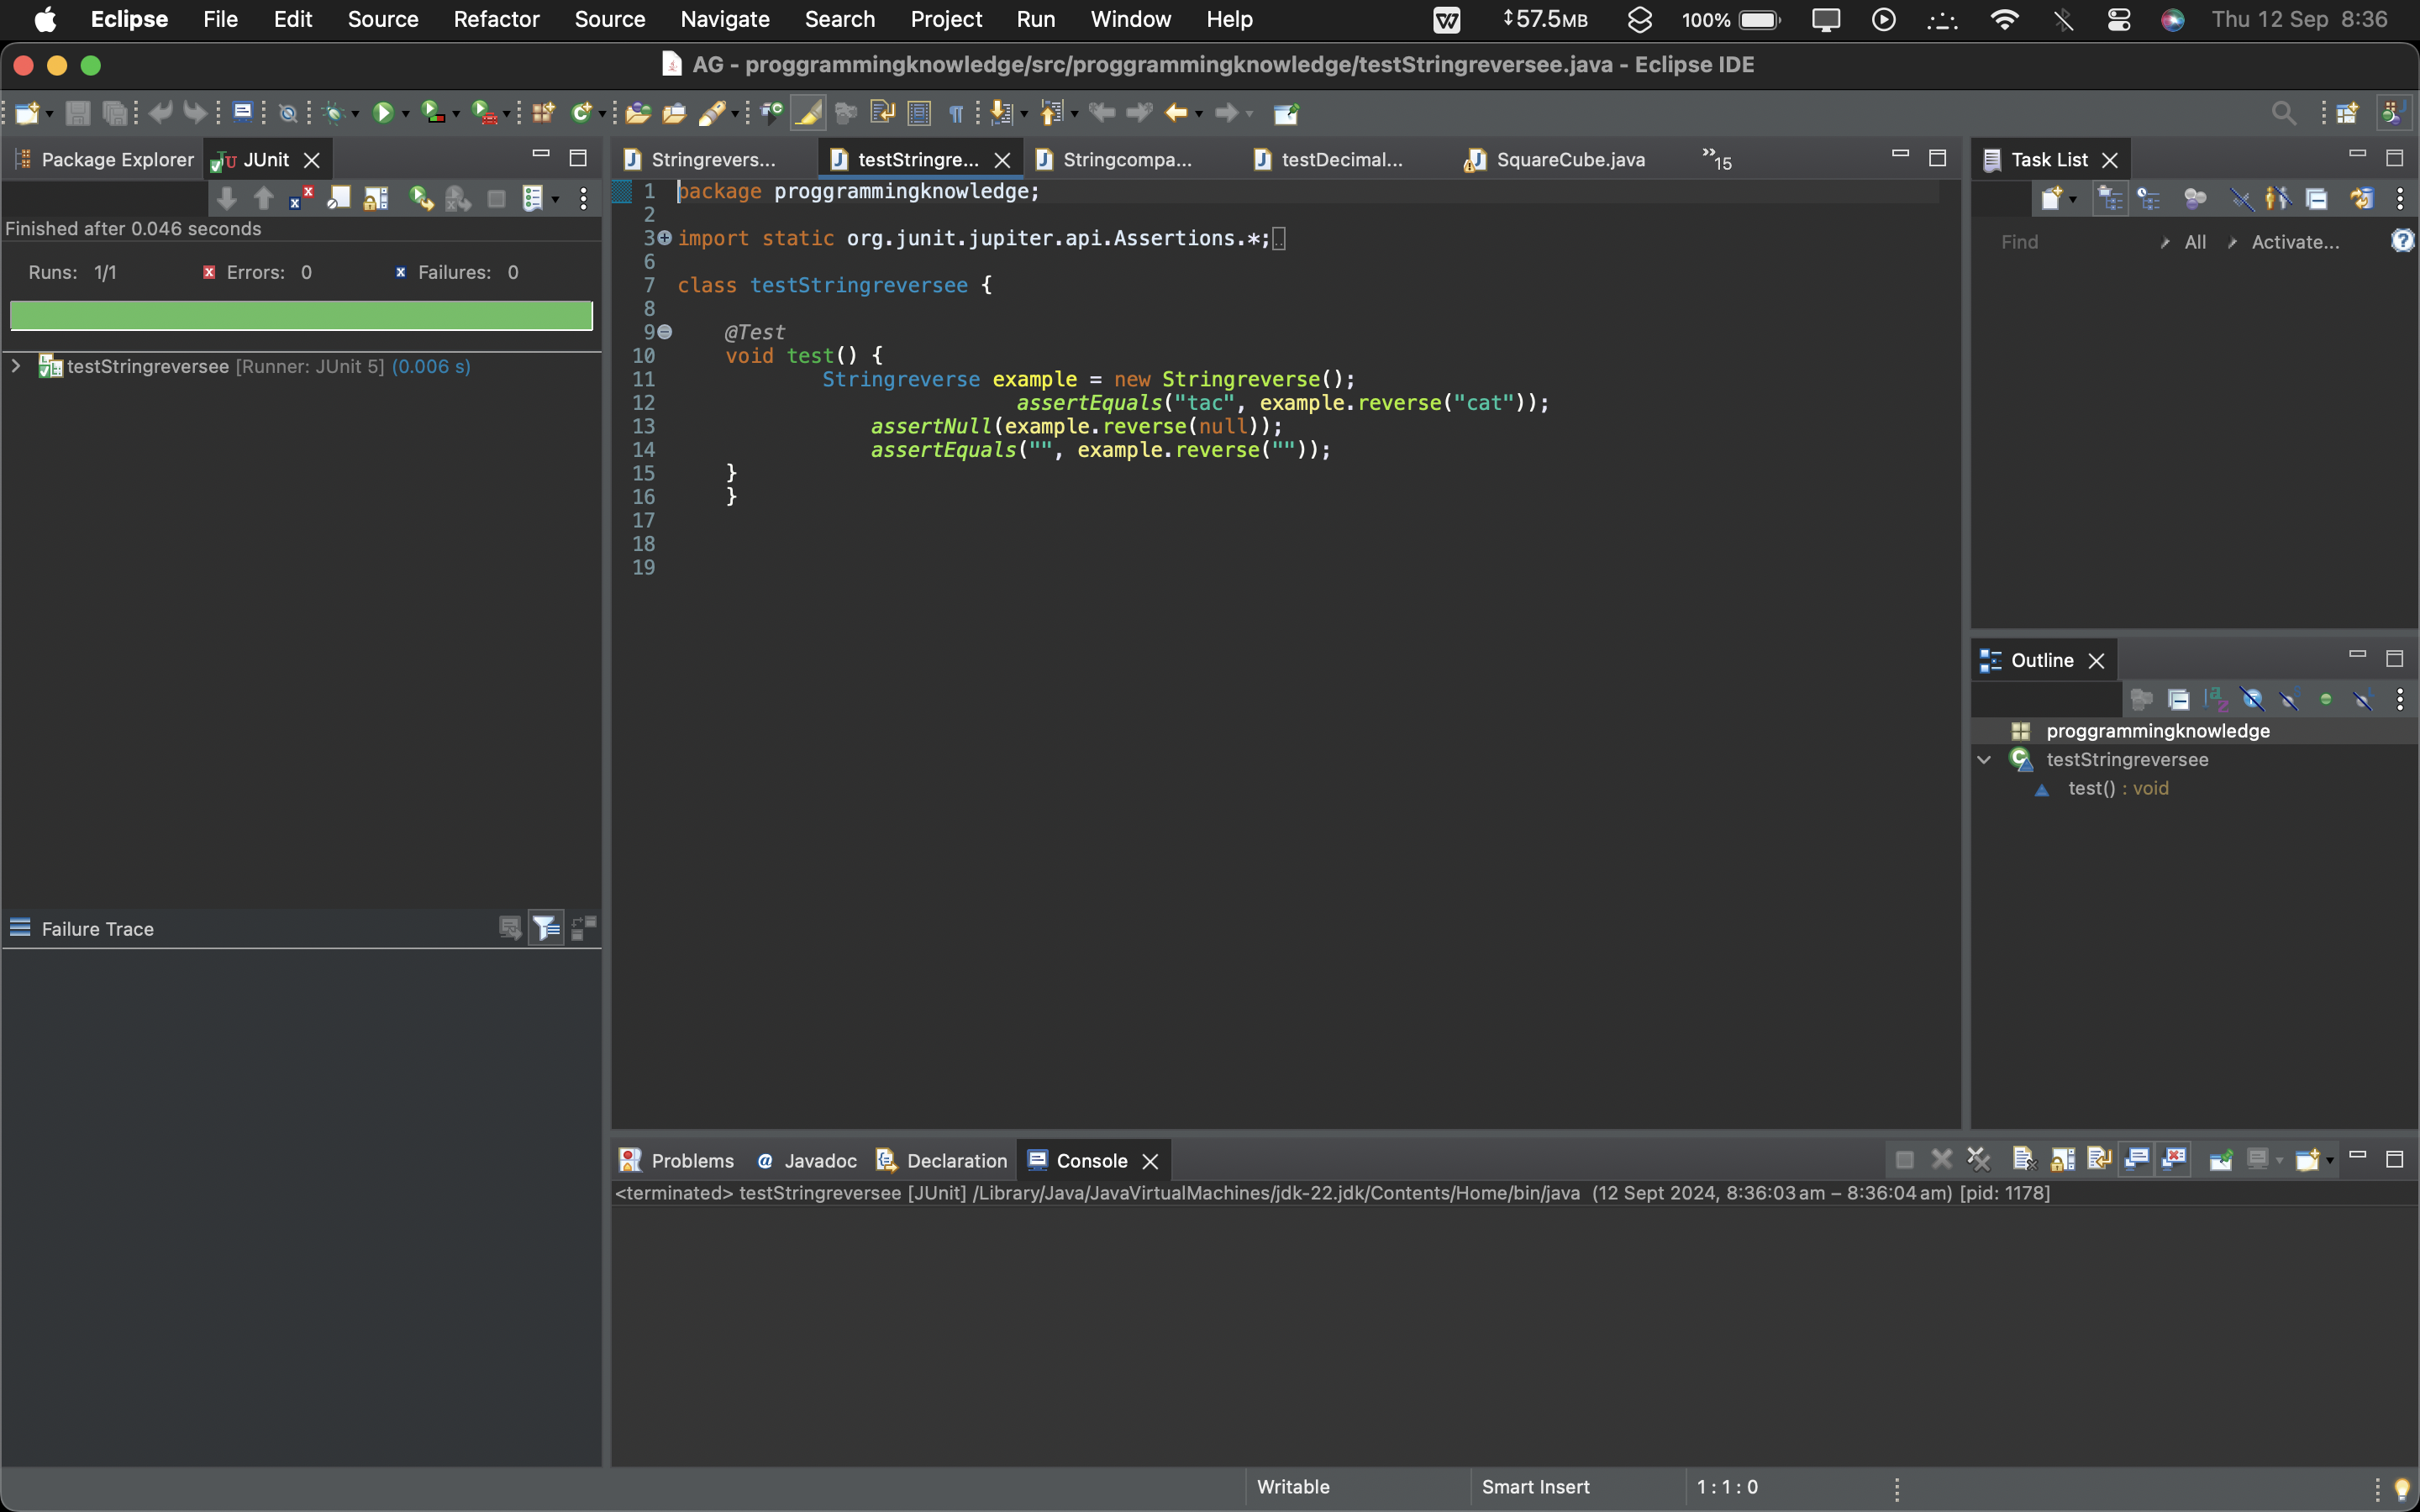 Eclipse File Edit Source Refactor Source Navigate Search Project Run Window Help 57.5MB 100% Thu 12 Sep 8:36
AG - proggrammingknowledge/src/proggrammingknowledge/testStringreversee.java - Eclipse IDE
Package Explorer JUnit
Finished after 0.046 seconds
Runs: 1/1 Errors: 0 Failures: 0
testStringreversee [Runner: JUnit 5] (0.006 s)
Failure Trace
Stringrevers... testStringre... Stringcompa... testDecimal... SquareCube.java »15
1 package proggrammingknowledge;
2
3 import static org.junit.jupiter.api.Assertions.*;
6
7 class testStringreversee {
8
9 @Test
10 void test() {
11 Stringreverse example = new Stringreverse();
12 assertEquals("tac", example.reverse("cat"));
13 assertNull(example.reverse(null));
14 assertEquals("", example.reverse(""));
15 }
16 }
17
18
19
Task List
Find All Activate...
Outline
proggrammingknowledge
testStringreversee
test() : void
Problems @ Javadoc Declaration Console
<terminated> testStringreversee [JUnit] /Library/Java/JavaVirtualMachines/jdk-22.jdk/Contents/Home/bin/java (12 Sept 2024, 8:36:03 am – 8:36:04 am) [pid: 1178]
Writable Smart Insert 1 : 1 : 0